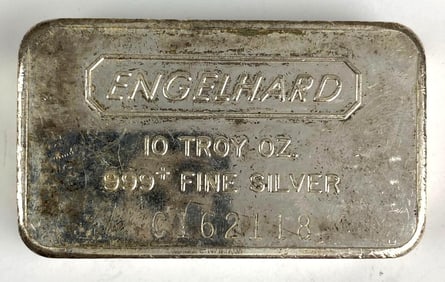 ENGELHARD
10 TROY OZ.
999+ FINE SILVER
C162118